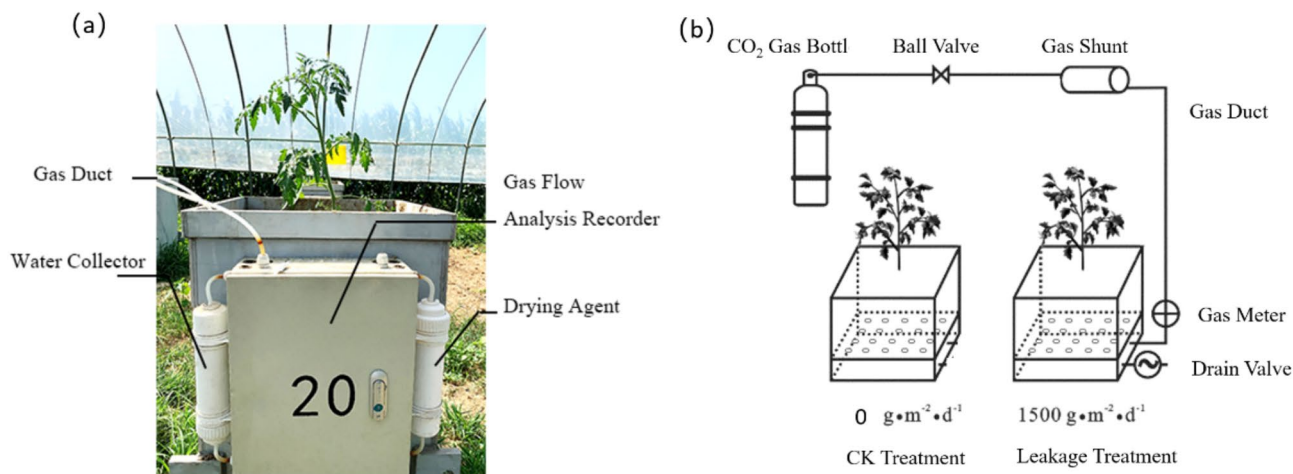 (a)
Gas Duct
Water Collector
Gas Flow
Analysis Recorder
Drying Agent
20
(b)
CO₂ Gas Bottl
Ball Valve
Gas Shunt
Gas Duct
Gas Meter
Drain Valve
0 g•m⁻²•d⁻¹
1500 g•m⁻²•d⁻¹
CK Treatment
Leakage Treatment